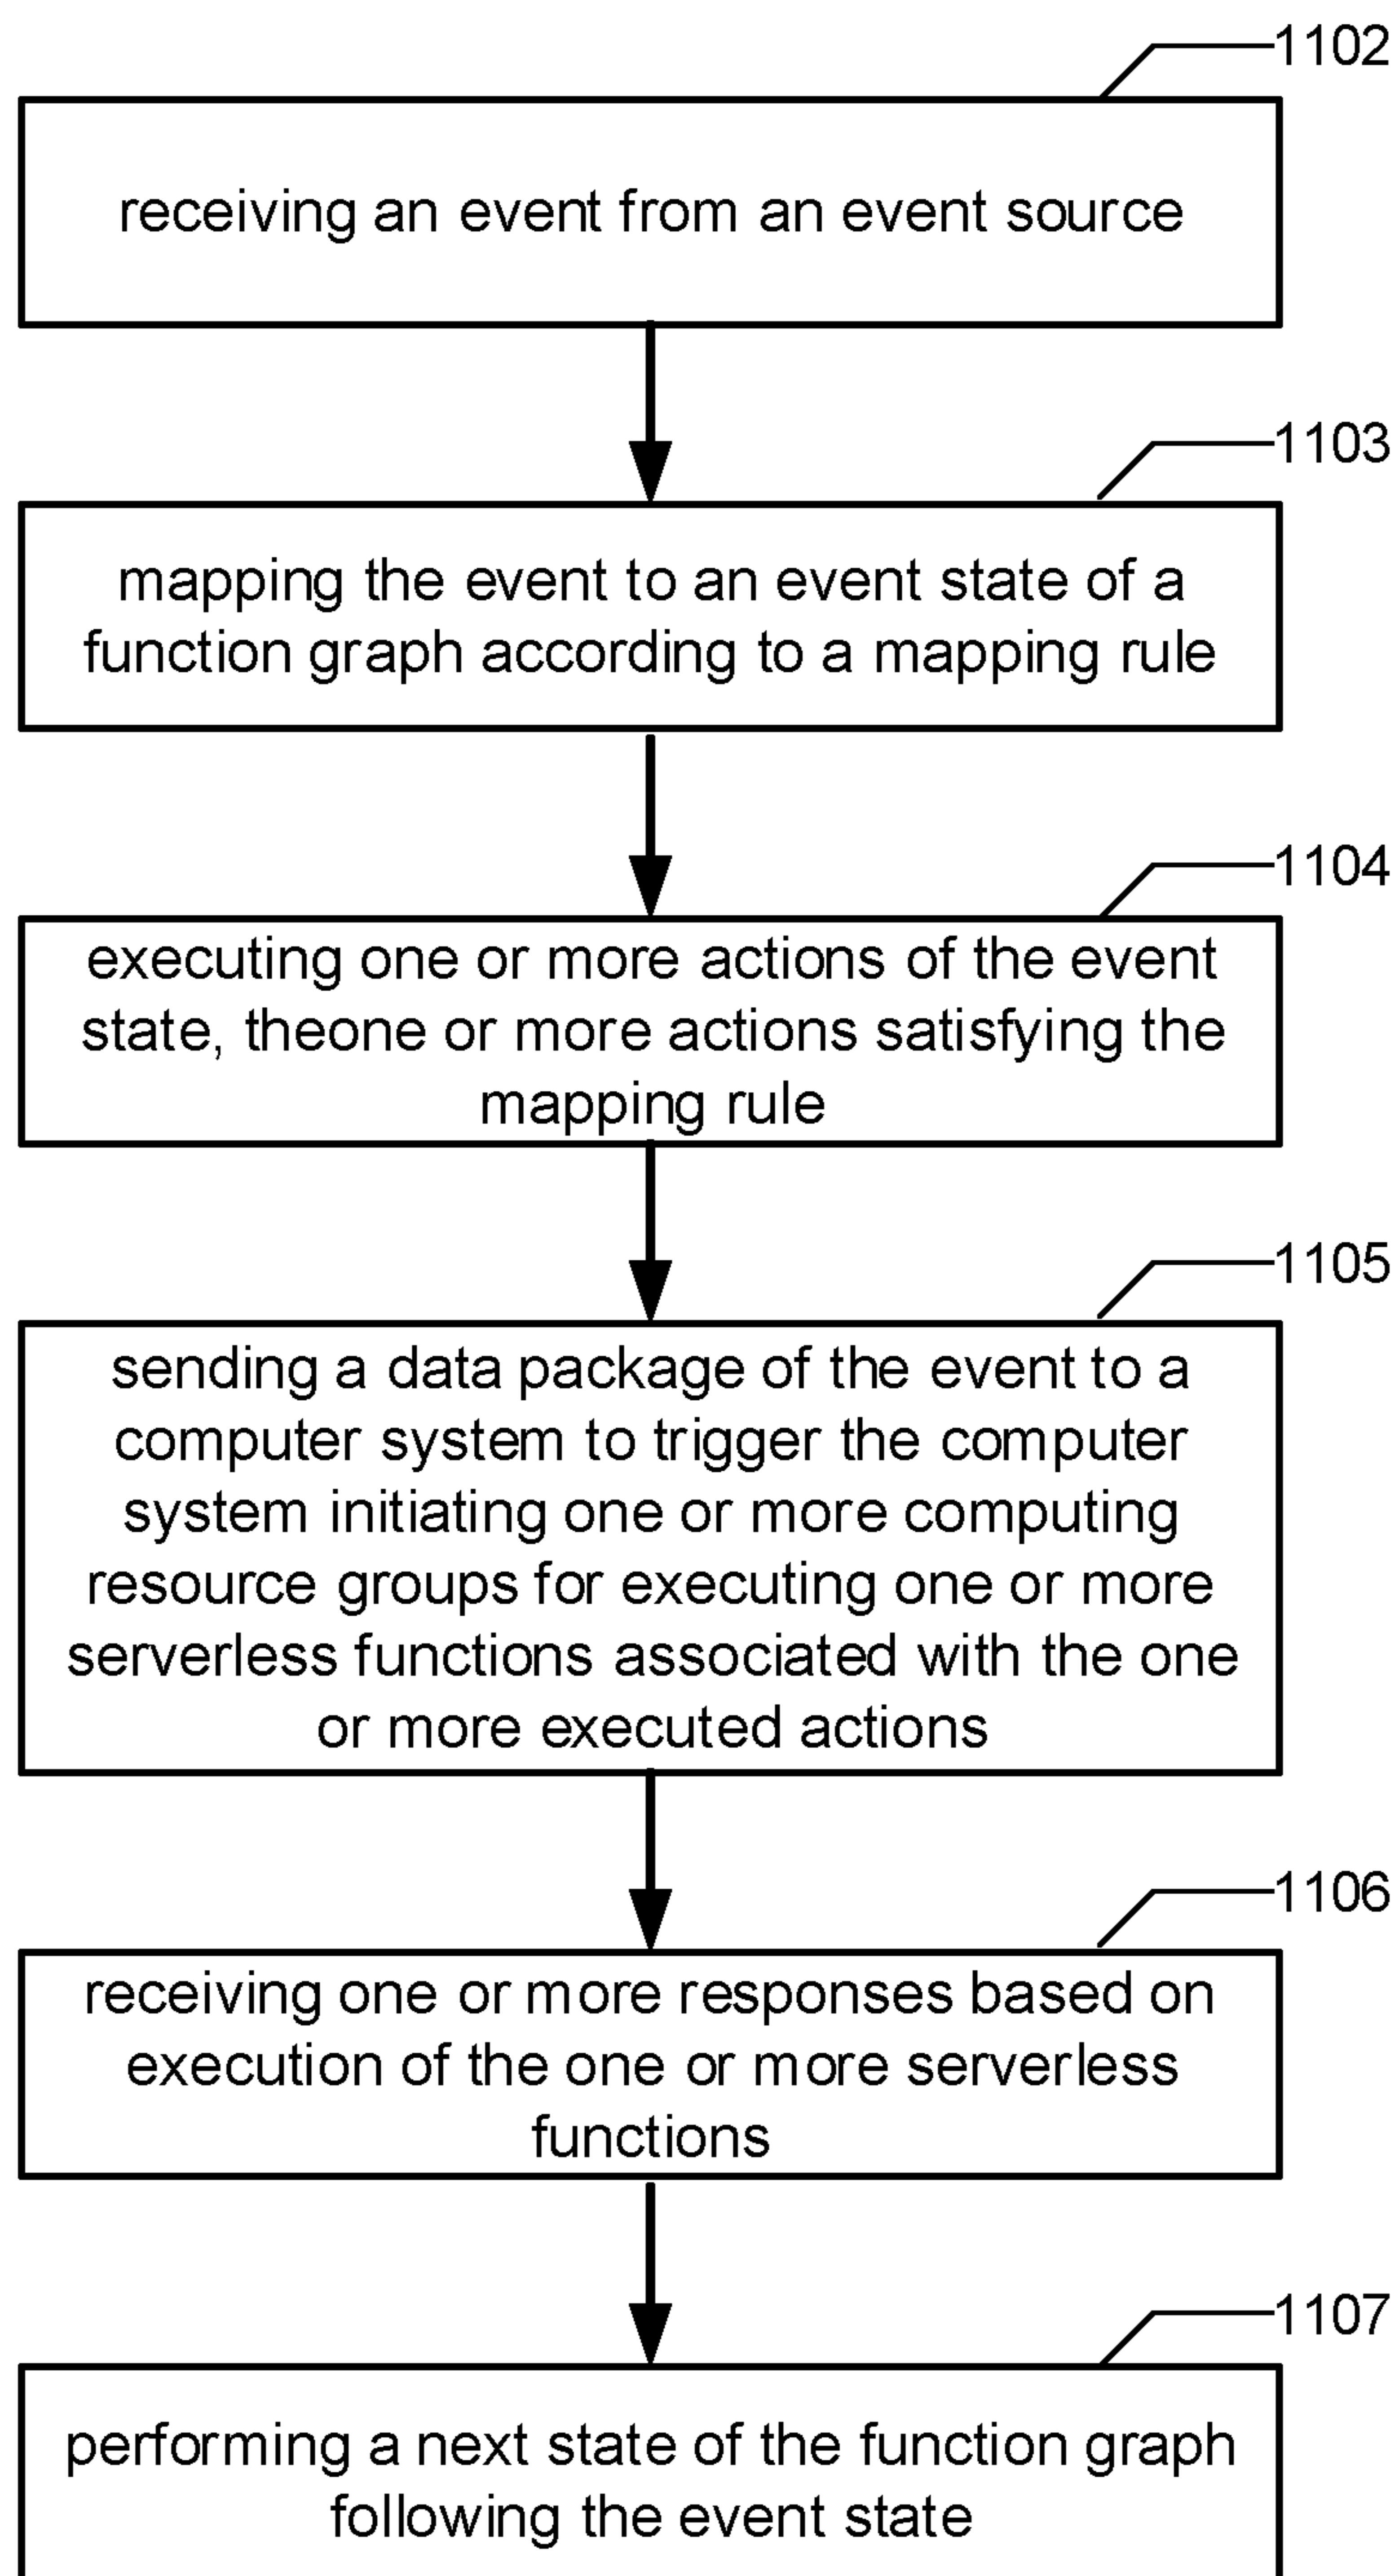 1102
receiving an event from an event source
1103
mapping the event to an event state of a
function graph according to a mapping rule
1104
executing one or more actions of the event
state, theone or more actions satisfying the
mapping rule
1105
sending a data package of the event to a
computer system to trigger the computer
system initiating one or more computing
resource groups for executing one or more
serverless functions associated with the one
or more executed actions
1106
receiving one or more responses based on
execution of the one or more serverless
functions
1107
performing a next state of the function graph
following the event state